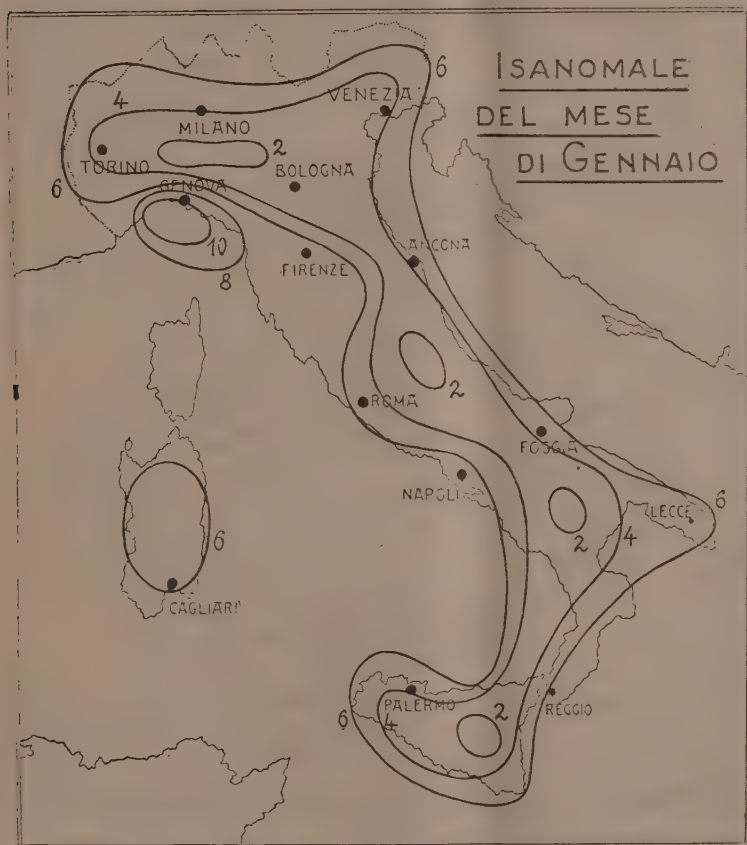 ISANOMALE
DEL MESE
DI GENNAIO
6
4
VENEZIA
MILANO
2
TORINO
BOLOGNA
6
GENOVA
10
ANCONA
FIRENZE
8
2
ROMA
FOGGIA
NAPOLI
6
LECCE
2
4
6
CAGLIARI
PALERMO
2
REGGIO
6
4